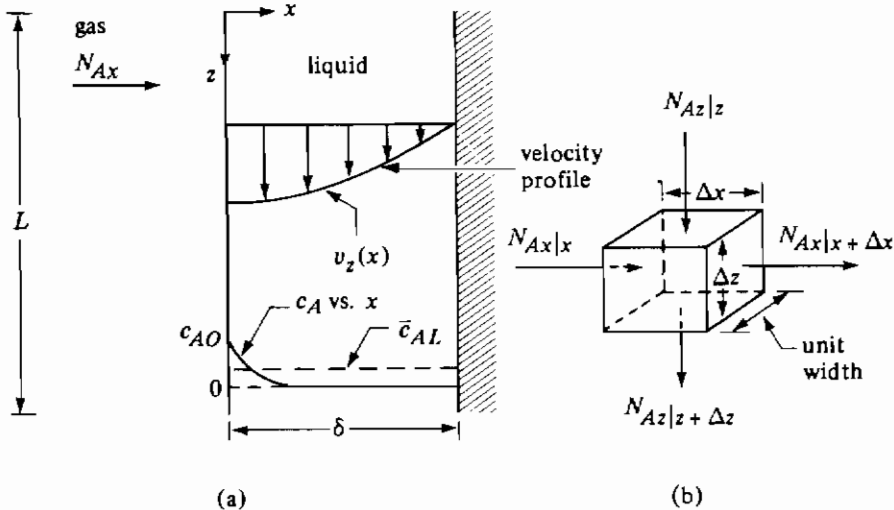 x
gas
N_Ax
z
liquid
velocity
profile
L
v_z(x)
c_A vs. x
c_AO
c̄_AL
0
δ
(a)
N_Az|z
Δx
N_Ax|x
N_Ax|x + Δx
Δz
unit
width
N_Az|z + Δz
(b)